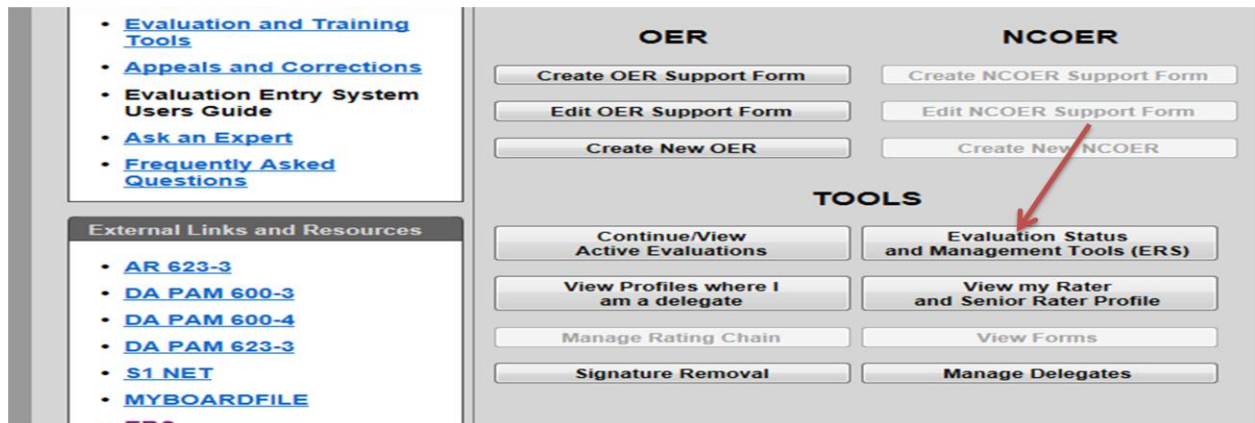 Evaluation and Training
Tools
Appeals and Corrections
Evaluation Entry System
Users Guide
Ask an Expert
Frequently Asked
Questions
External Links and Resources
AR 623-3
DA PAM 600-3
DA PAM 600-4
DA PAM 623-3
S1 NET
MYBOARDFILE
OER
NCOER
Create OER Support Form
Create NCOER Support Form
Edit OER Support Form
Edit NCOER Support Form
Create New OER
Create New NCOER
TOOLS
Continue/View
Active Evaluations
Evaluation Status
and Management Tools (ERS)
View Profiles where I
am a delegate
View my Rater
and Senior Rater Profile
Manage Rating Chain
View Forms
Signature Removal
Manage Delegates